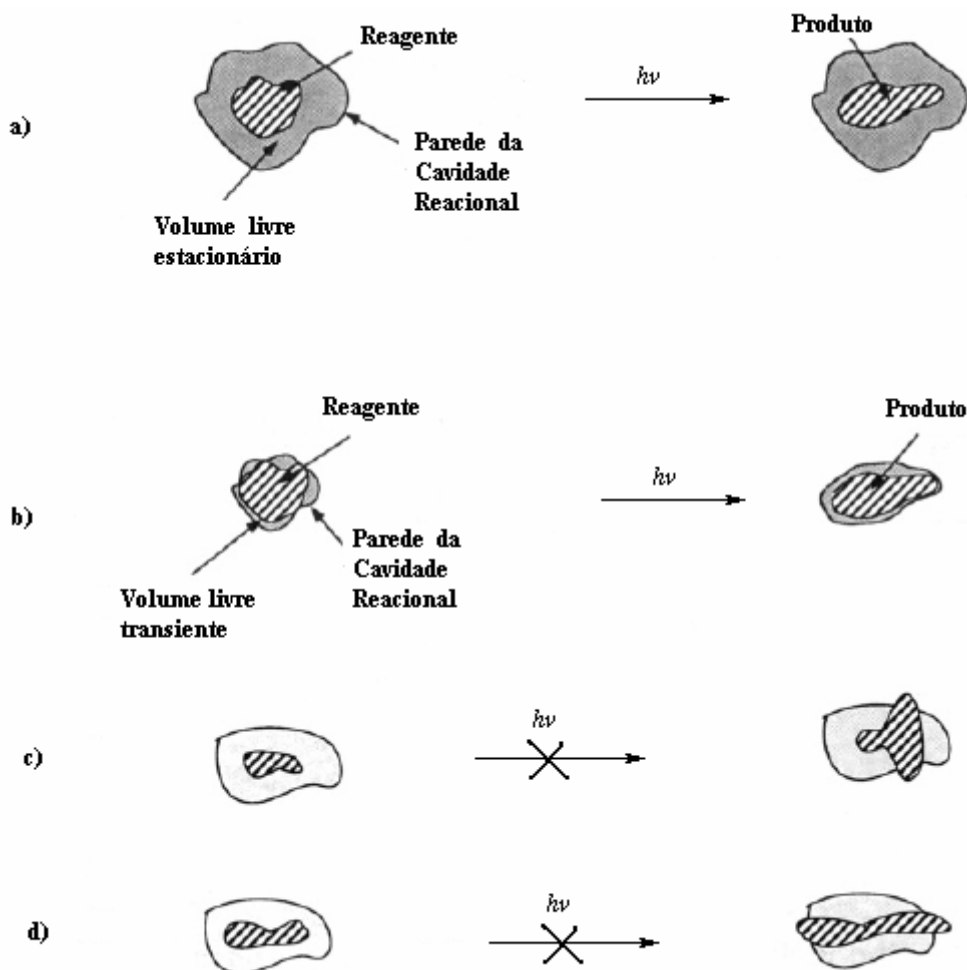 Reagente
Produto
hν
a)
Parede da
Cavidade
Reacional
Volume livre
estacionário
Reagente
Produto
hν
b)
Parede da
Cavidade
Reacional
Volume livre
transiente
hν
c)
hν
d)